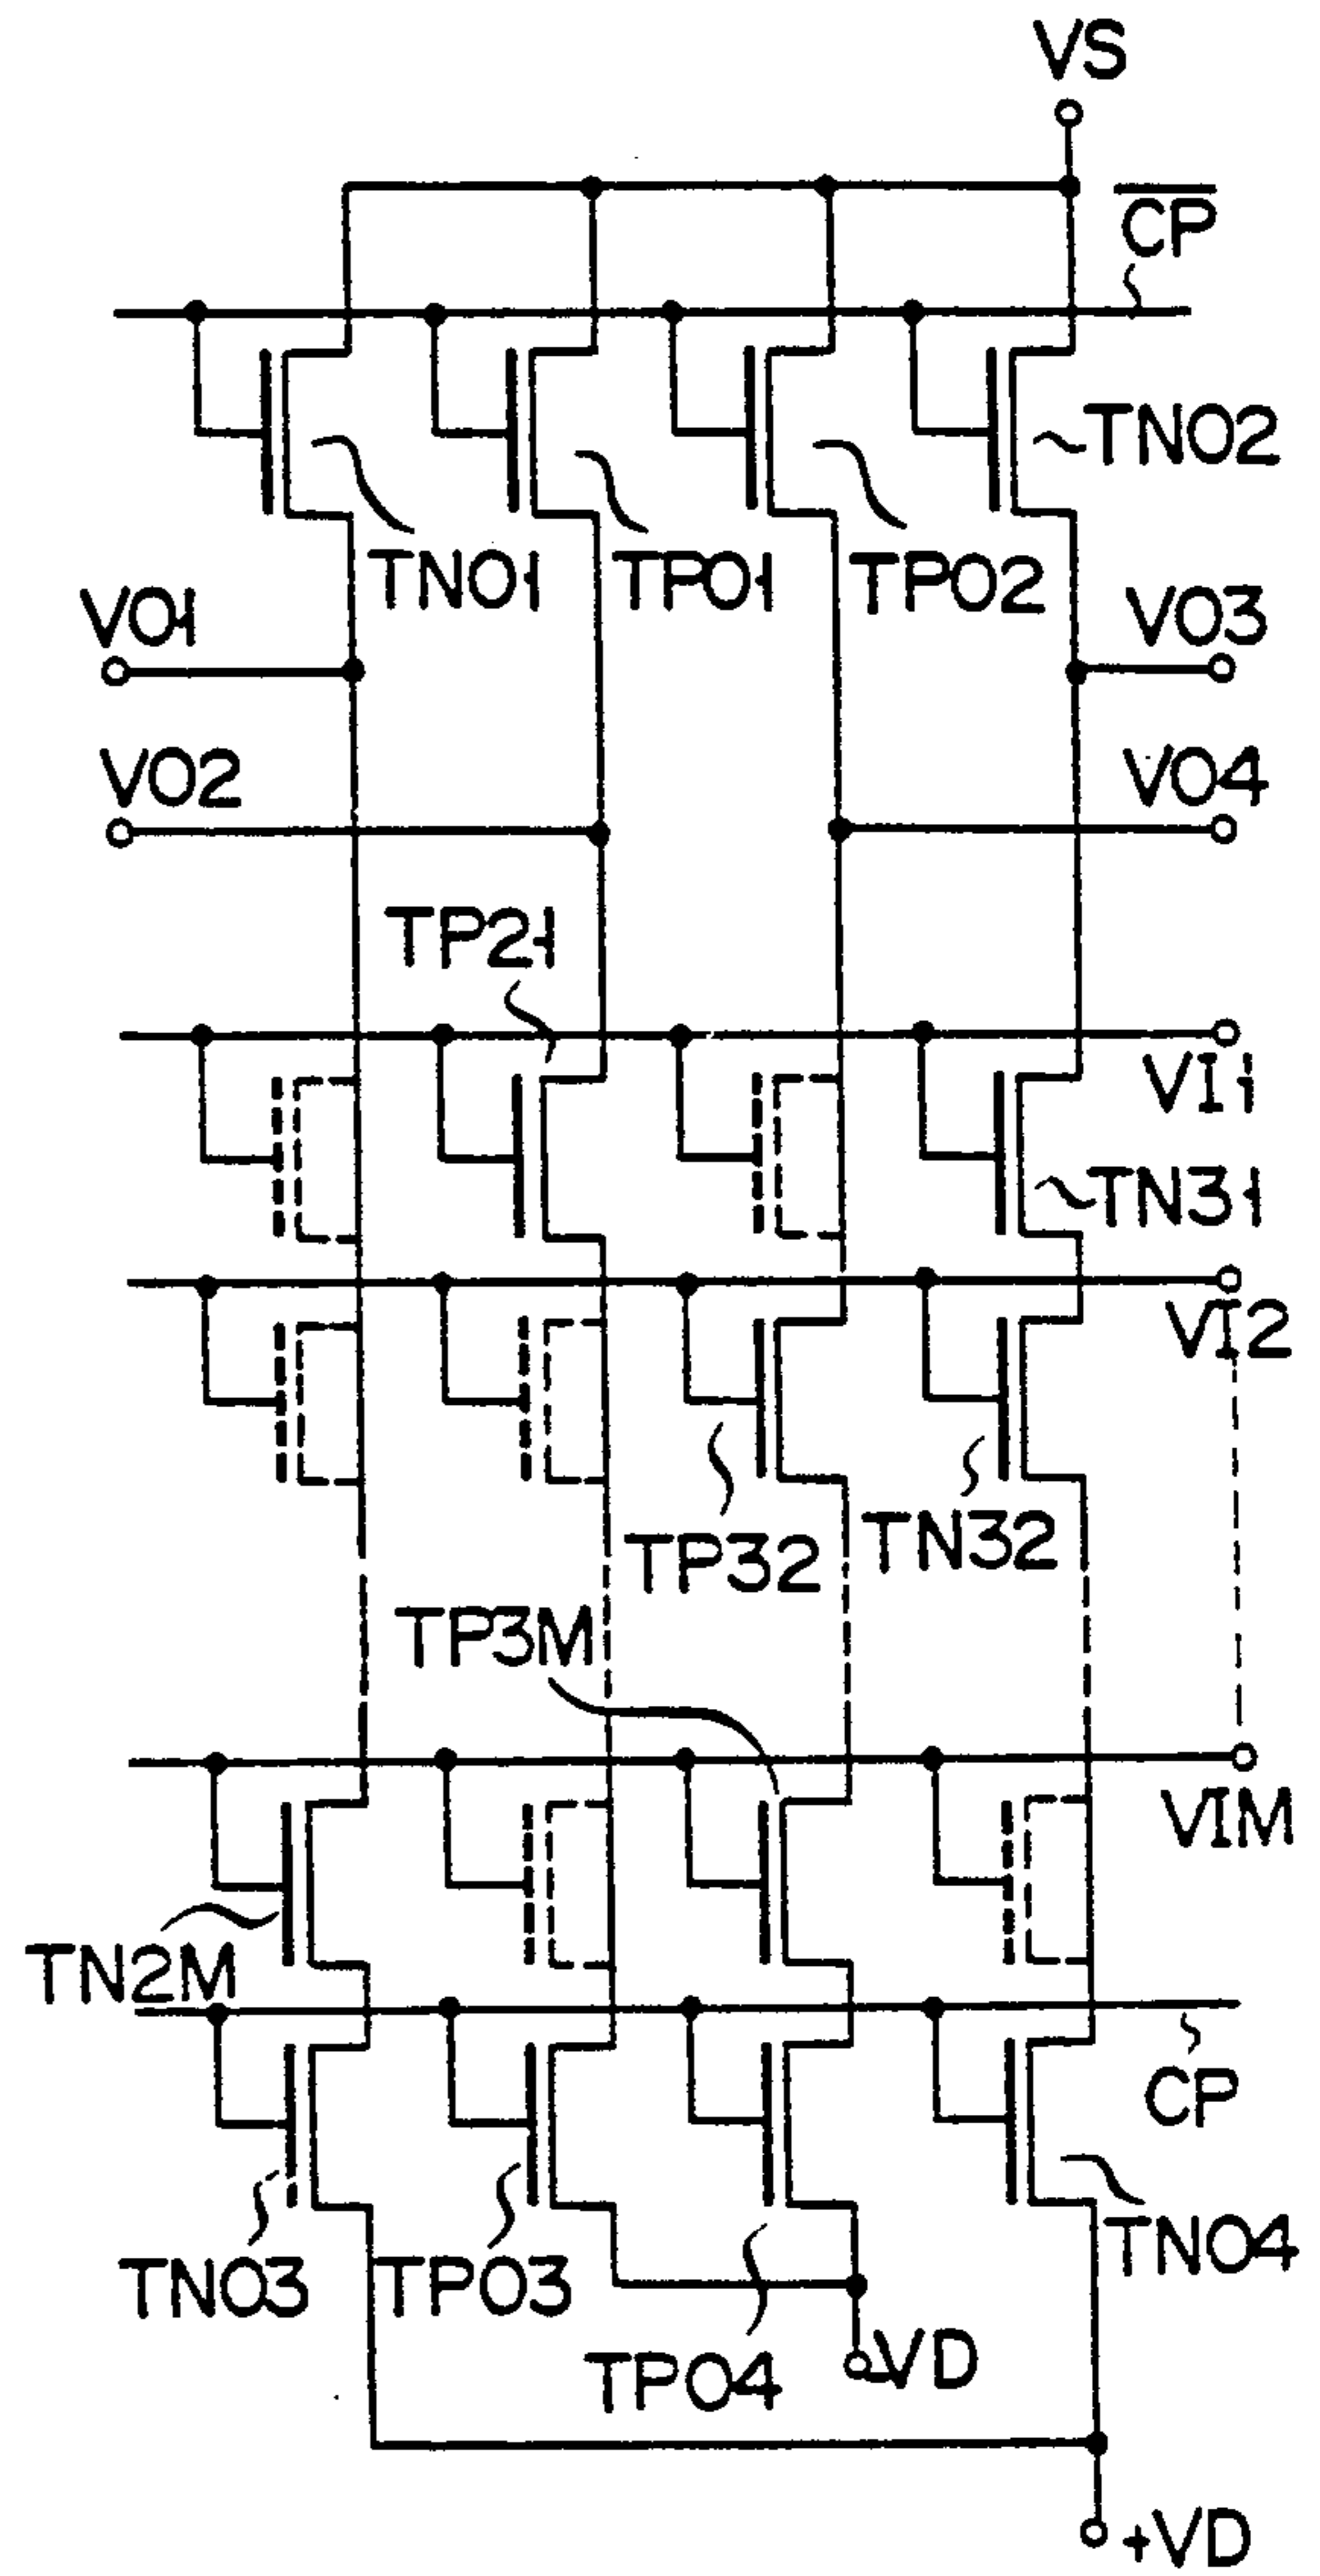 VS
C̅P̅
TN02
TN01
TP01
TP02
V01
V03
V02
V04
TP21
VI1
TN31
VI2
TP32
TN32
TP3M
VIM
TN2M
CP
TN03
TP03
TN04
TP04
-VD
+VD